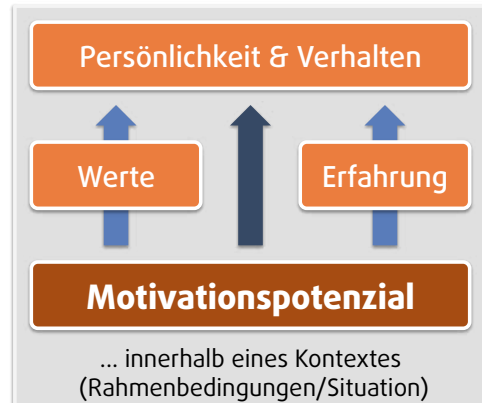 Persönlichkeit & Verhalten
Werte
Erfahrung
Motivationspotenzial
... innerhalb eines Kontextes
(Rahmenbedingungen/Situation)